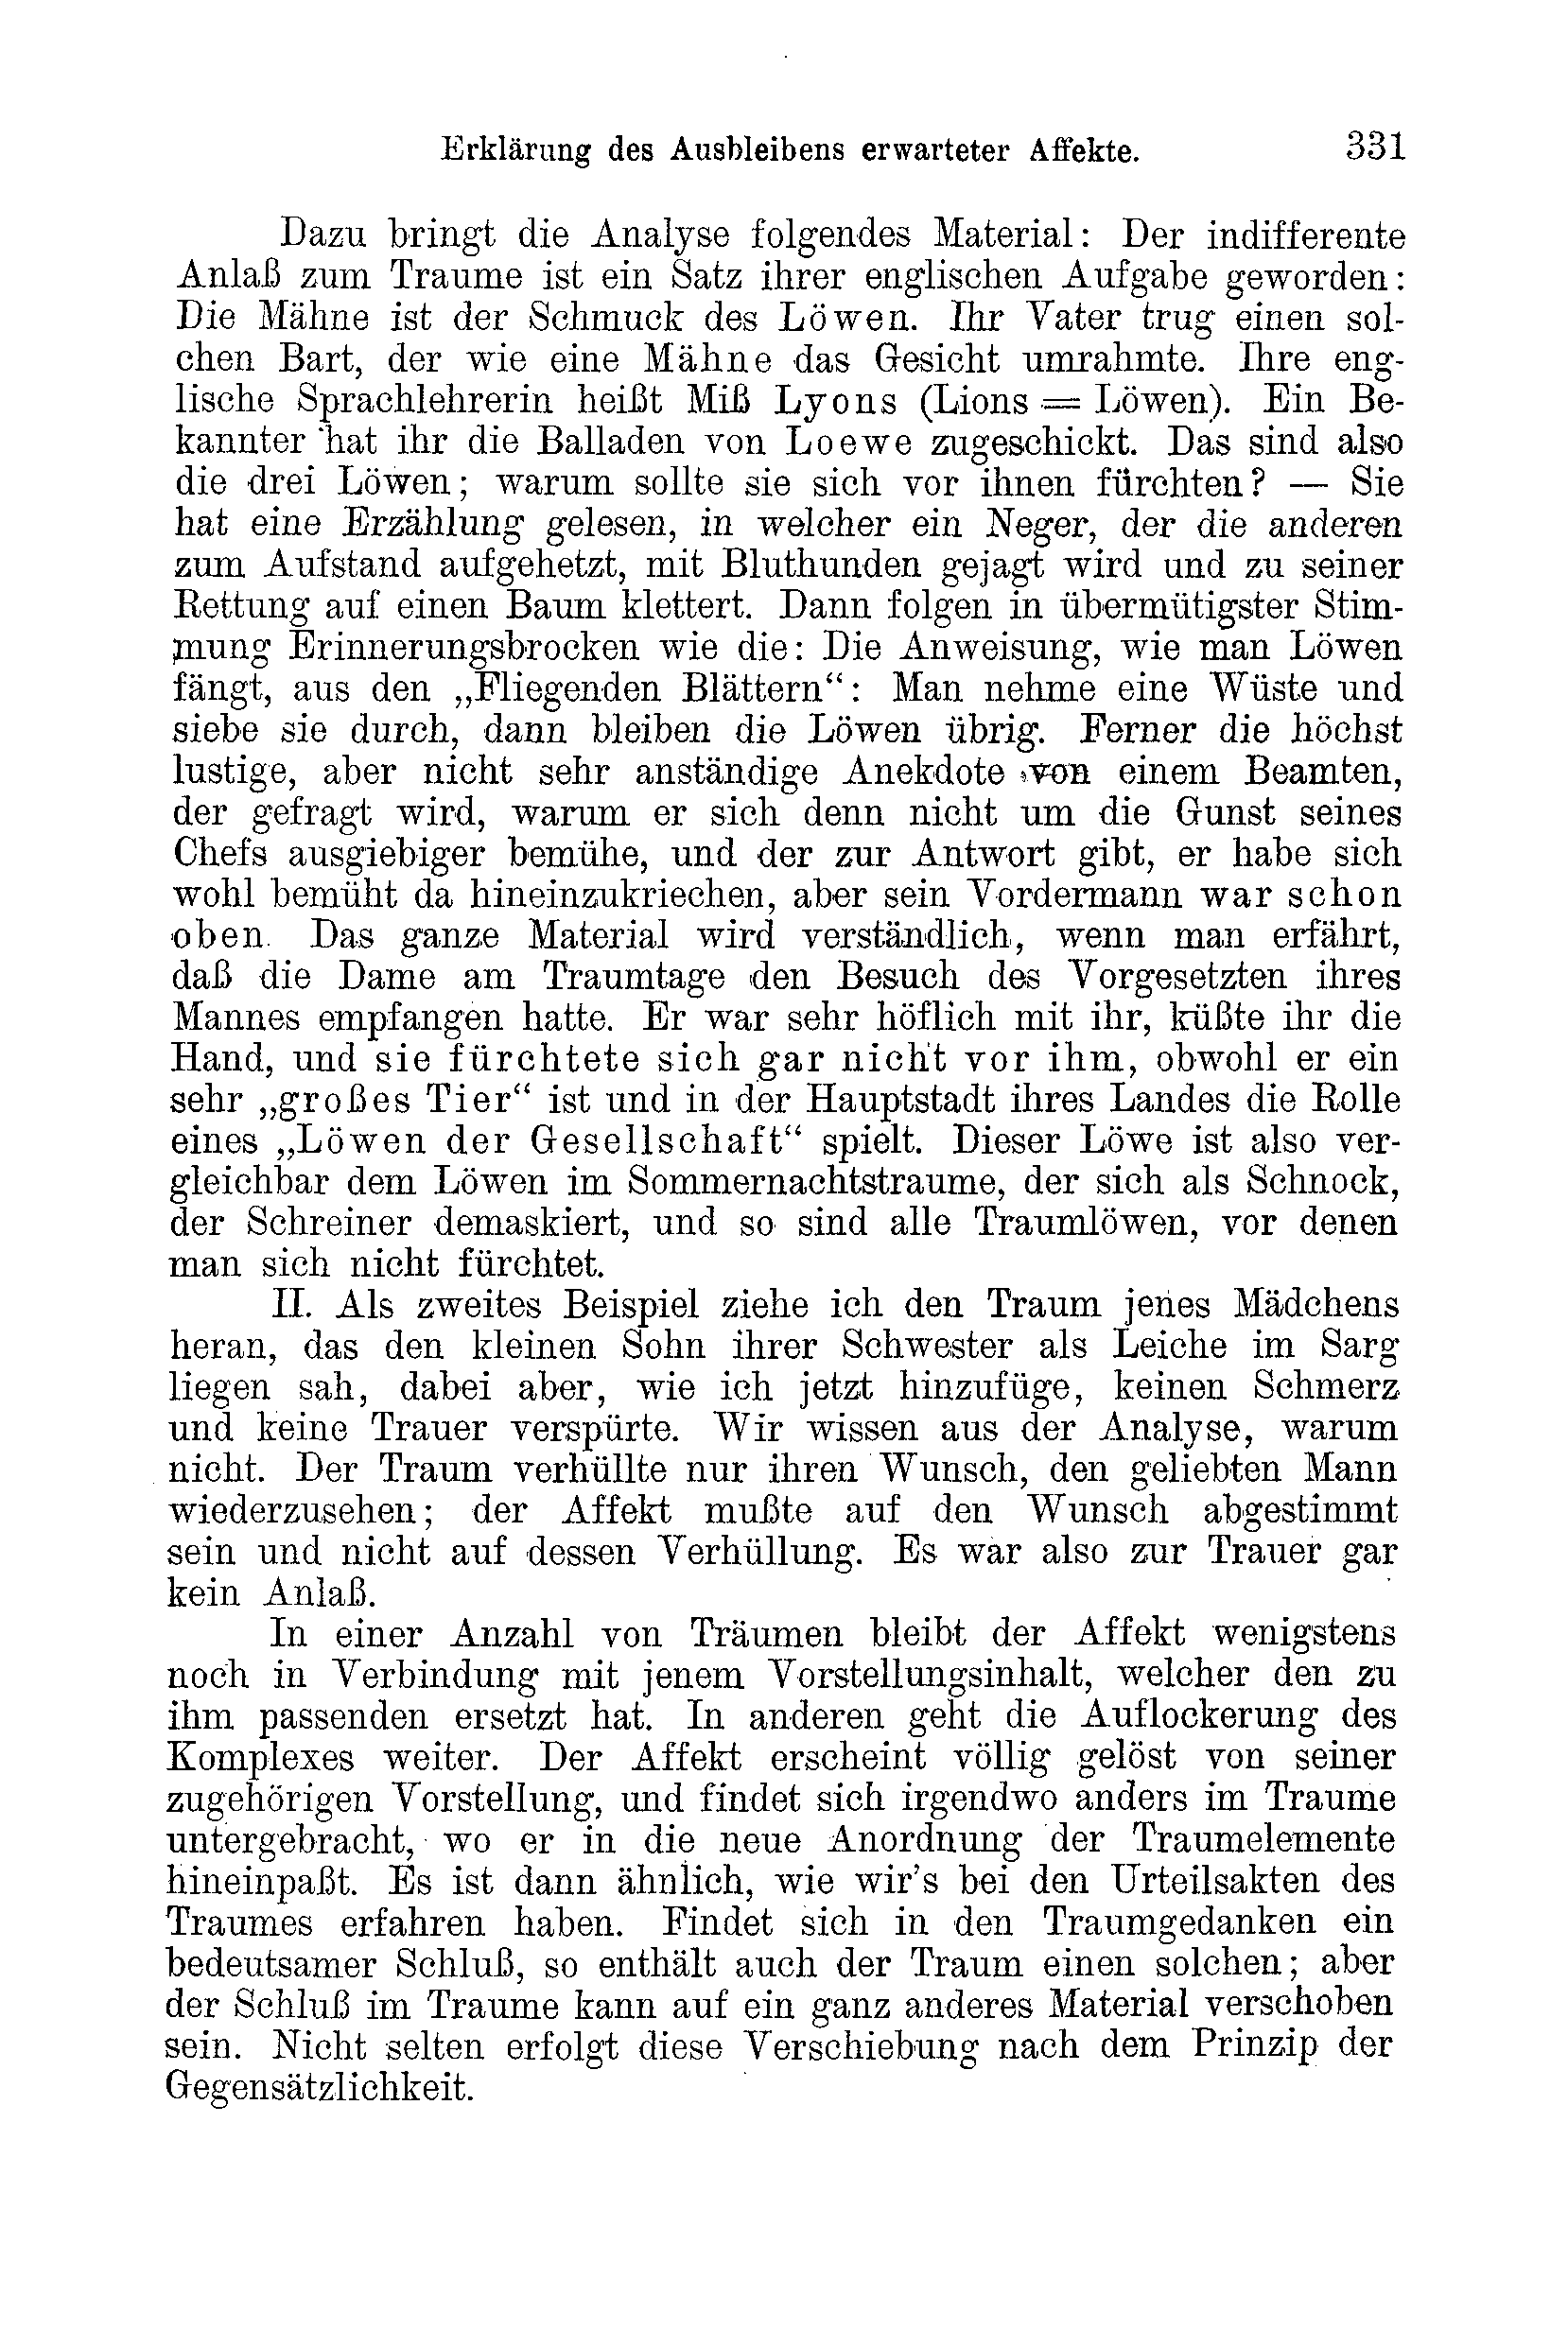 Erklärung des Ausbleibens erwarteter Affekte. 331
Dazu bringt die Analyse folgendes Material: Der indifferente
Anlaß zum Traume ist ein Satz ihrer englischen Aufgabe geworden:
Die Mähne ist der Schmuck des Löwen. Ihr Vater trug einen sol-
chen Bart, der wie eine Mähne das Gesicht umrahmte. Ihre eng-
lische Sprachlehrerin heißt Miß Lyons (Lions = Löwen). Ein Be-
kannter hat ihr die Balladen von Loewe zugeschickt. Das sind also
die drei Löwen; warum sollte sie sich vor ihnen fürchten? — Sie
hat eine Erzählung gelesen, in welcher ein Neger, der die anderen
zum Aufstand aufgehetzt, mit Bluthunden gejagt wird und zu seiner
Rettung auf einen Baum klettert. Dann folgen in übermütigster Stim-
mung Erinnerungsbrocken wie die: Die Anweisung, wie man Löwen
fängt, aus den „Fliegenden Blättern“: Man nehme eine Wüste und
siebe sie durch, dann bleiben die Löwen übrig. Ferner die höchst
lustige, aber nicht sehr anständige Anekdote von einem Beamten,
der gefragt wird, warum er sich denn nicht um die Gunst seines
Chefs ausgiebiger bemühe, und der zur Antwort gibt, er habe sich
wohl bemüht da hineinzukriechen, aber sein Vordermann war schon
oben. Das ganze Material wird verständlich, wenn man erfährt,
daß die Dame am Traumtage den Besuch des Vorgesetzten ihres
Mannes empfangen hatte. Er war sehr höflich mit ihr, küßte ihr die
Hand, und sie fürchtete sich gar nicht vor ihm, obwohl er ein
sehr „großes Tier“ ist und in der Hauptstadt ihres Landes die Rolle
eines „Löwen der Gesellschaft“ spielt. Dieser Löwe ist also ver-
gleichbar dem Löwen im Sommernachtstraume, der sich als Schnock,
der Schreiner demaskiert, und so sind alle Traumlöwen, vor denen
man sich nicht fürchtet.
II. Als zweites Beispiel ziehe ich den Traum jenes Mädchens
heran, das den kleinen Sohn ihrer Schwester als Leiche im Sarg
liegen sah, dabei aber, wie ich jetzt hinzufüge, keinen Schmerz
und keine Trauer verspürte. Wir wissen aus der Analyse, warum
nicht. Der Traum verhüllte nur ihren Wunsch, den geliebten Mann
wiederzusehen; der Affekt mußte auf den Wunsch abgestimmt
sein und nicht auf dessen Verhüllung. Es war also zur Trauer gar
kein Anlaß.
In einer Anzahl von Träumen bleibt der Affekt wenigstens
noch in Verbindung mit jenem Vorstellungsinhalt, welcher den zu
ihm passenden ersetzt hat. In anderen geht die Auflockerung des
Komplexes weiter. Der Affekt erscheint völlig gelöst von seiner
zugehörigen Vorstellung, und findet sich irgendwo anders im Traume
untergebracht, wo er in die neue Anordnung der Traumelemente
hineinpaßt. Es ist dann ähnlich, wie wir's bei den Urteilsakten des
Traumes erfahren haben. Findet sich in den Traumgedanken ein
bedeutsamer Schluß, so enthält auch der Traum einen solchen; aber
der Schluß im Traume kann auf ein ganz anderes Material verschoben
sein. Nicht selten erfolgt diese Verschiebung nach dem Prinzip der
Gegensätzlichkeit.